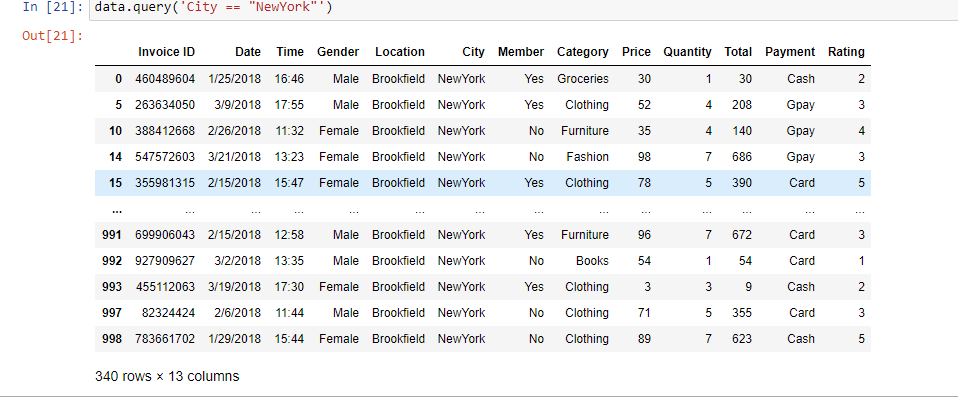 In [21]: data.query('City == "NewYork"')
Out[21]:
Invoice ID Date Time Gender Location City Member Category Price Quantity Total Payment Rating
0 460489604 1/25/2018 16:46 Male Brookfield NewYork Yes Groceries 30 1 30 Cash 2
5 263634050 3/9/2018 17:55 Male Brookfield NewYork Yes Clothing 52 4 208 Gpay 3
10 388412668 2/26/2018 11:32 Female Brookfield NewYork No Furniture 35 4 140 Gpay 4
14 547572603 3/21/2018 13:23 Female Brookfield NewYork No Fashion 98 7 686 Gpay 3
15 355981315 2/15/2018 15:47 Female Brookfield NewYork Yes Clothing 78 5 390 Card 5
... ... ... ... ... ... ... ... ... ... ... ... ... ...
991 699906043 2/15/2018 12:58 Male Brookfield NewYork Yes Furniture 96 7 672 Card 3
992 927909627 3/2/2018 13:35 Male Brookfield NewYork No Books 54 1 54 Card 1
993 455112063 3/19/2018 17:30 Female Brookfield NewYork Yes Clothing 3 3 9 Cash 2
997 82324424 2/6/2018 11:44 Male Brookfield NewYork No Clothing 71 5 355 Card 3
998 783661702 1/29/2018 15:44 Female Brookfield NewYork No Clothing 89 7 623 Cash 5
340 rows × 13 columns